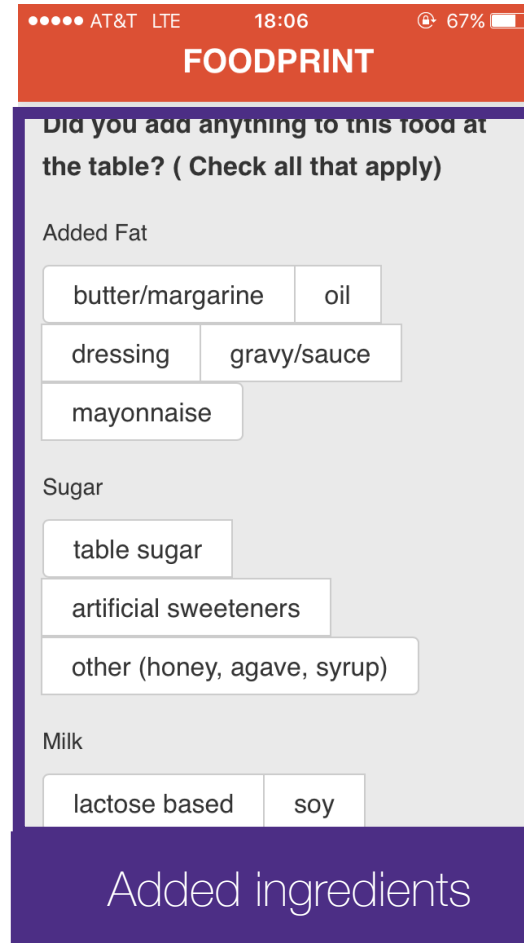 AT&T LTE 18:06 67%
FOODPRINT
Did you add anything to this food at
the table? ( Check all that apply)
Added Fat
butter/margarine oil
dressing gravy/sauce
mayonnaise
Sugar
table sugar
artificial sweeteners
other (honey, agave, syrup)
Milk
lactose based soy
Added ingredients